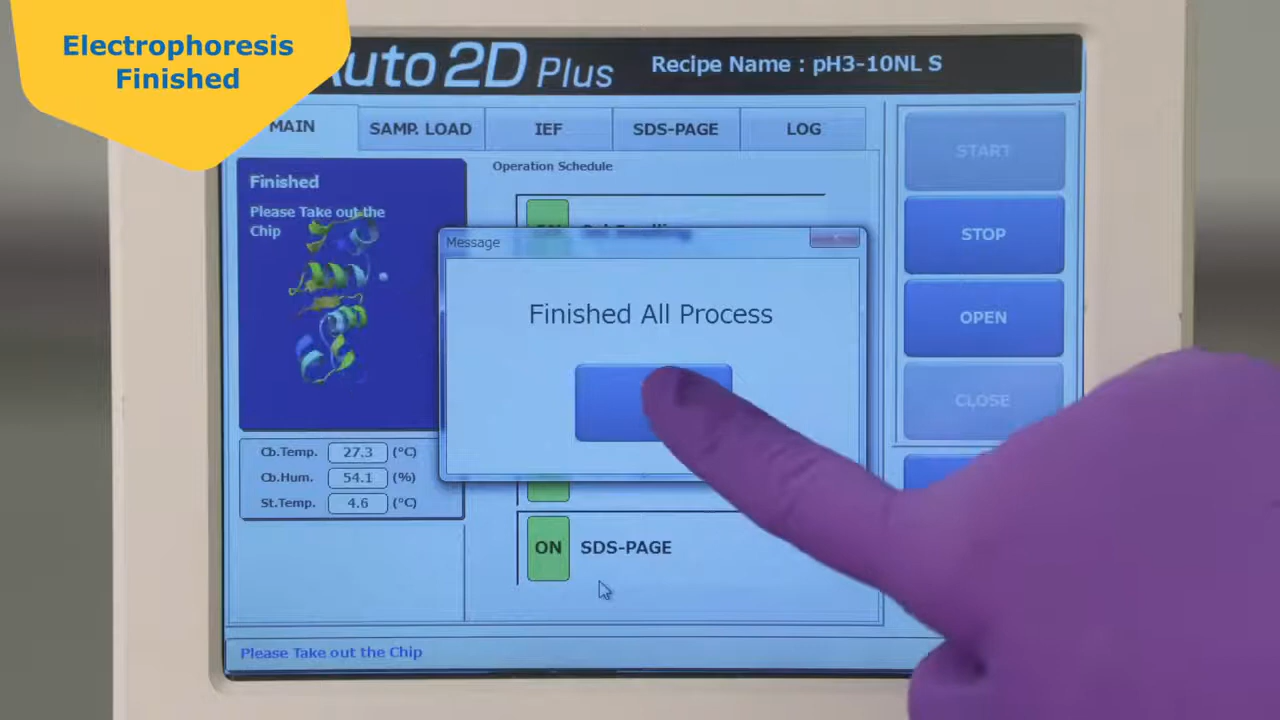 Electrophoresis
Finished
Auto 2D Plus
Recipe Name : pH3-10NL S
MAIN
SAMP. LOAD
IEF
SDS-PAGE
LOG
START
Finished
Please Take out the
Chip
Operation Schedule
STOP
Message
Finished All Process
OPEN
CLOSE
Cb.Temp. 27.3 (°C)
Cb.Hum. 54.1 (%)
St.Temp. 4.6 (°C)
ON SDS-PAGE
Please Take out the Chip